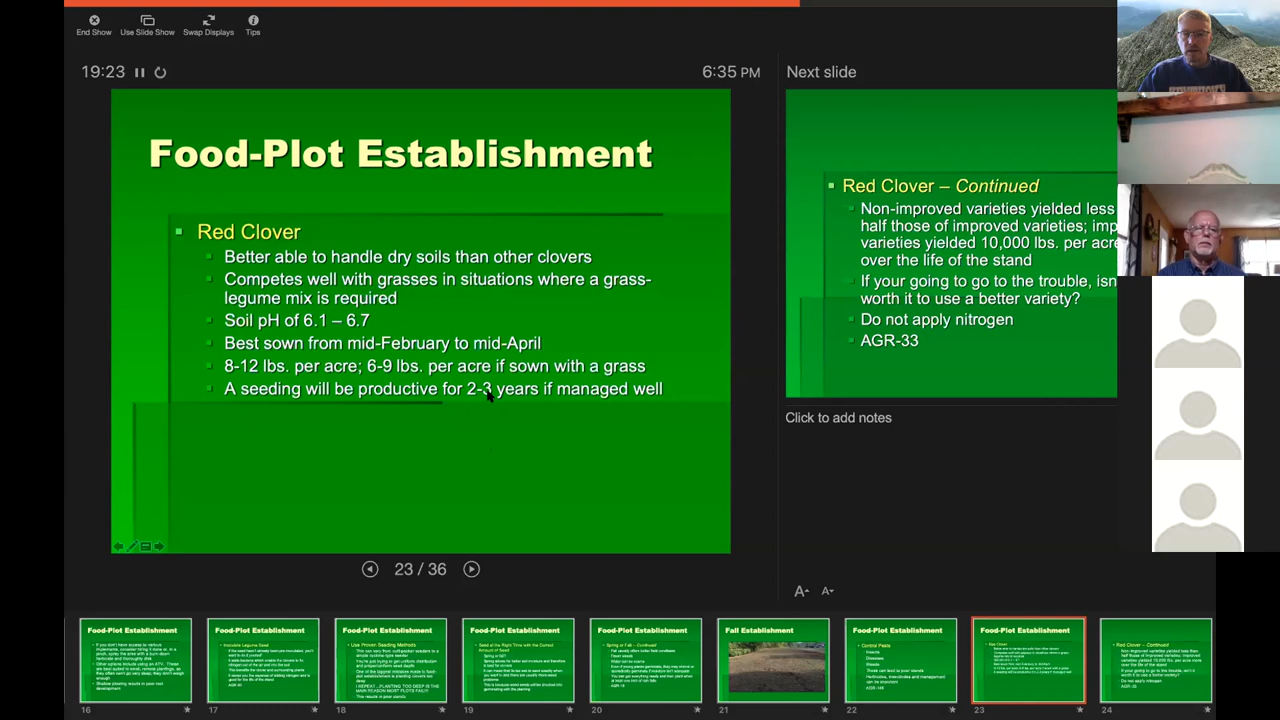 End Show
Use Slide Show
Swap Displays
Tips
19:23
6:35 PM
Next slide
Food-Plot Establishment
Red Clover
Better able to handle dry soils than other clovers
Competes well with grasses in situations where a grass-
legume mix is required
Soil pH of 6.1 – 6.7
Best sown from mid-February to mid-April
8-12 lbs. per acre; 6-9 lbs. per acre if sown with a grass
A seeding will be productive for 2-3 years if managed well
Red Clover – Continued
Non-improved varieties yielded less
half those of improved varieties; imp
varieties yielded 10,000 lbs. per acre
over the life of the stand
If your going to go to the trouble, isn
worth it to use a better variety?
Do not apply nitrogen
AGR-33
Click to add notes
23 / 36
A A
Food-Plot Establishment
16
Food-Plot Establishment
17
Food-Plot Establishment
Use Proven Seeding Methods
18
Food-Plot Establishment
19
Food-Plot Establishment
20
Fall Establishment
21
Food-Plot Establishment
Control Pests
22
Food-Plot Establishment
23
Red Clover – Continued
24